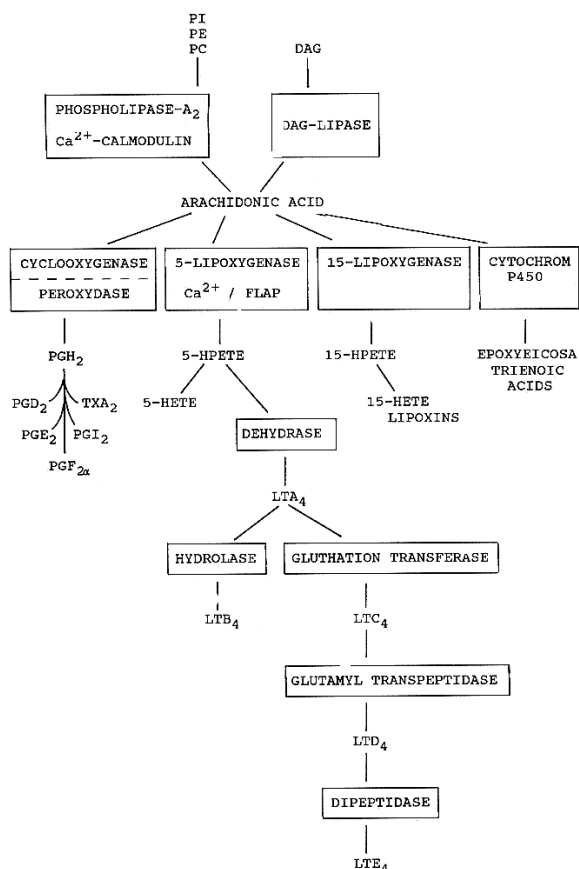 PI
PE
PC
DAG
PHOSPHOLIPASE-A₂
Ca²⁺-CALMODULIN
DAG-LIPASE
ARACHIDONIC ACID
CYCLOOXYGENASE
PEROXYDASE
5-LIPOXYGENASE
Ca²⁺ / FLAP
15-LIPOXYGENASE
CYTOCHROM
P450
PGH₂
5-HPETE
15-HPETE
EPOXYEICOSA
TRIENOIC
ACIDS
PGD₂ TXA₂
PGE₂ PGI₂
PGF₂α
5-HETE
15-HETE
LIPOXINS
DEHYDRASE
LTA₄
HYDROLASE
GLUTHATION TRANSFERASE
LTB₄
LTC₄
GLUTAMYL TRANSPEPTIDASE
LTD₄
DIPEPTIDASE
LTE₄